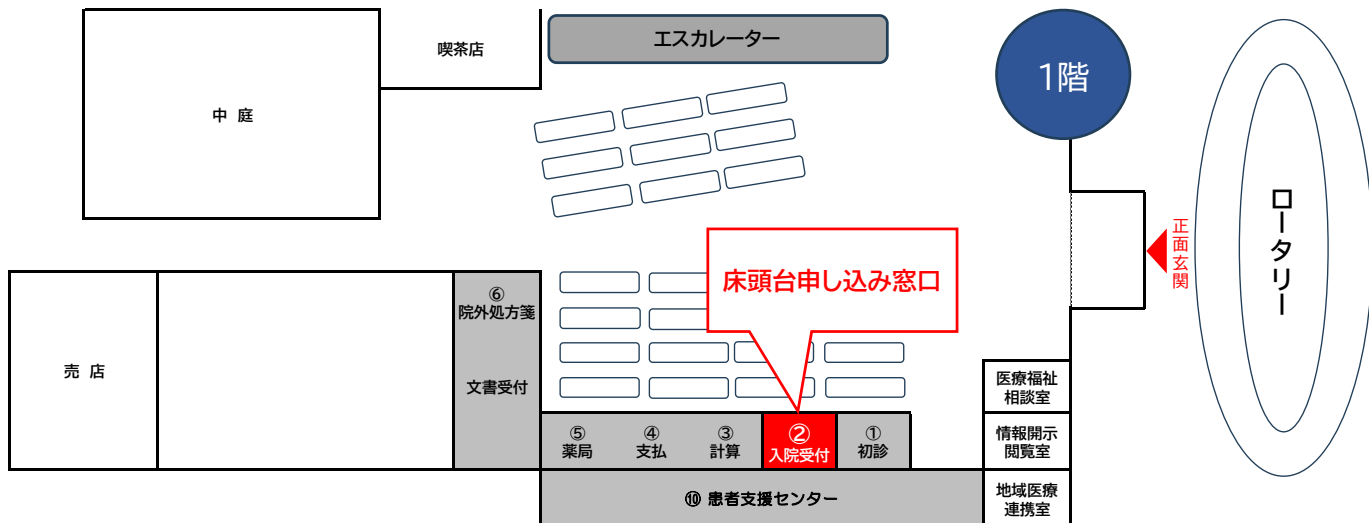 喫茶店
エスカレーター
1階
中 庭
ロータリー
正面玄関
床頭台申し込み窓口
⑥
院外処方箋
文書受付
売 店
医療福祉
相談室
⑤
薬局
④
支払
③
計算
②
入院受付
①
初診
情報開示
閲覧室
⑩ 患者支援センター
地域医療
連携室